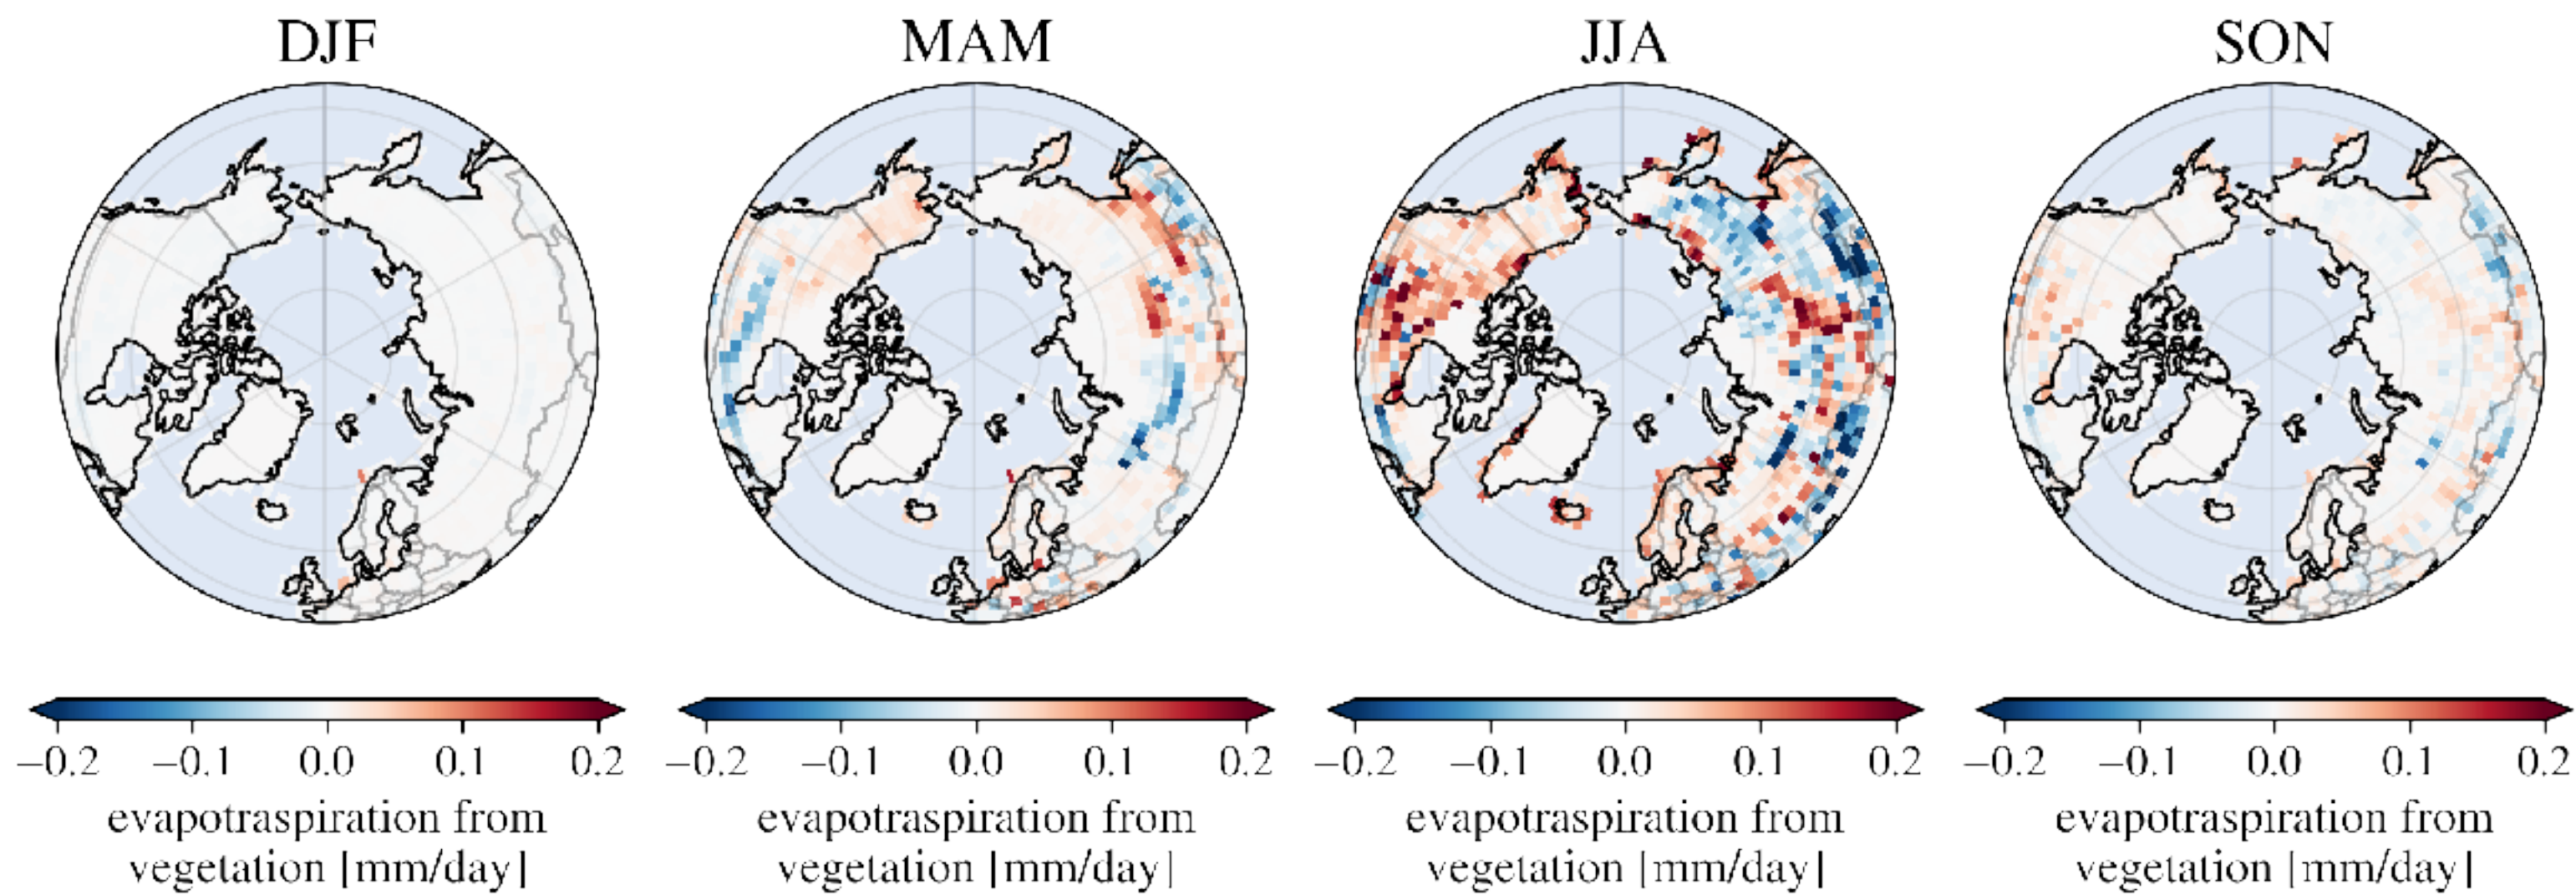 DJF
MAM
JJA
SON
−0.2 −0.1 0.0 0.1 0.2
−0.2 −0.1 0.0 0.1 0.2
−0.2 −0.1 0.0 0.1 0.2
−0.2 −0.1 0.0 0.1 0.2
evapotraspiration from
vegetation [mm/day]
evapotraspiration from
vegetation [mm/day]
evapotraspiration from
vegetation [mm/day]
evapotraspiration from
vegetation [mm/day]